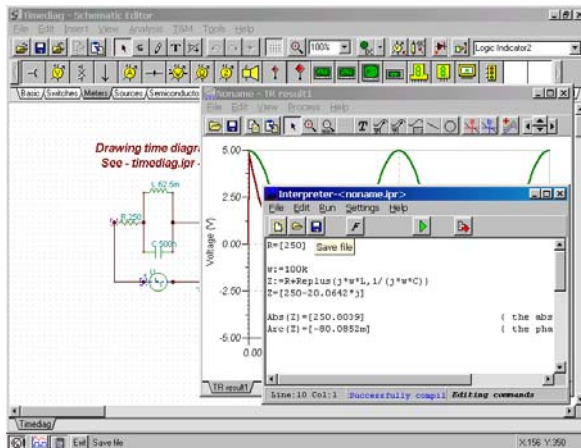 Timediag - Schematic Editor
File Edit Insert View Analysis T&M Tools Help
100%
Logic Indicator2
Basic Switches Meters Sources Semiconducto
Noname - TR result1
File Edit View Process Help
Drawing time diagra
See - timediag.ipr -
L 62.5m
R 250
C 500n
U
Voltage (V)
5.00
2.50
0.00
-2.50
-5.00
0.00
TR result1
Interpreter-<noname.ipr>
File Edit Run Settings Help
R=[250]
Save file
w:=100k
Z:=R+Replus(j*w*L,1/(j*w*C))
Z=[250-20.0642*j]
Abs(Z)=[250.8039] { the abs
Arc(Z)=[-80.0852m] { the pha
Line:10 Col:1 Successfully compil Editing commands
Timediag
Exit Save file
X:156 Y:350